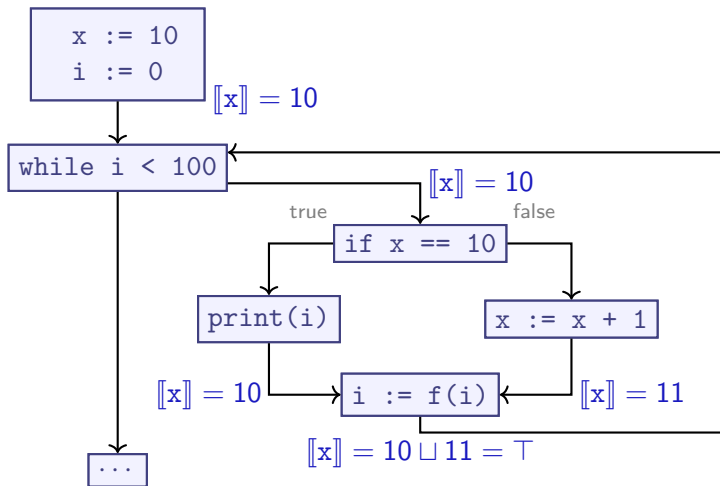 x := 10
i := 0
⟦x⟧ = 10
while i < 100
⟦x⟧ = 10
true
false
if x == 10
print(i)
x := x + 1
⟦x⟧ = 10
i := f(i)
⟦x⟧ = 11
⟦x⟧ = 10 ⊔ 11 = ⊤
...